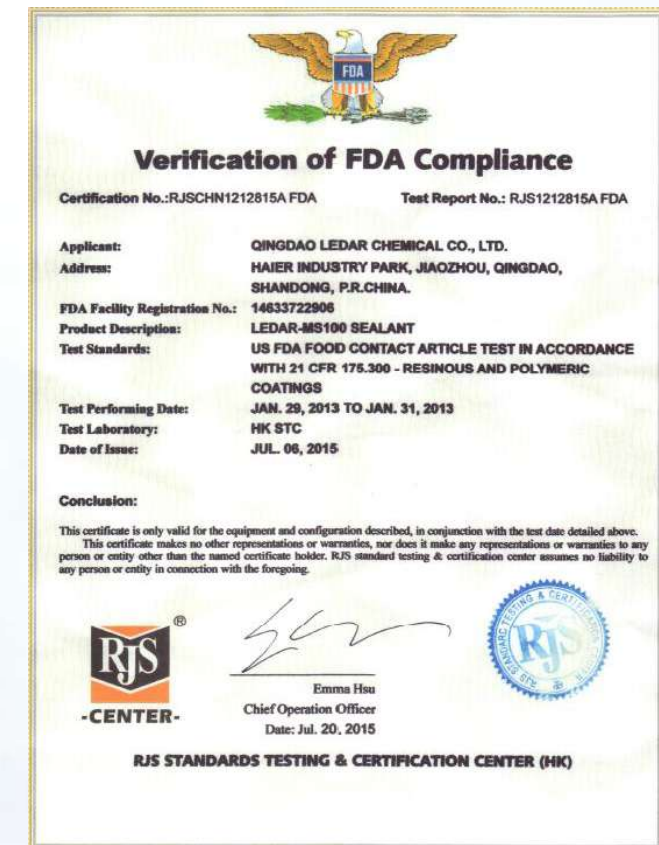 FDA
Verification of FDA Compliance
Certification No.:RJSCHN1212815A FDA Test Report No.: RJS1212815A FDA
Applicant: QINGDAO LEDAR CHEMICAL CO., LTD.
Address: HAIER INDUSTRY PARK, JIAOZHOU, QINGDAO,
SHANDONG, P.R.CHINA.
FDA Facility Registration No.: 14633722906
Product Description: LEDAR-MS100 SEALANT
Test Standards: US FDA FOOD CONTACT ARTICLE TEST IN ACCORDANCE
WITH 21 CFR 175.300 - RESINOUS AND POLYMERIC
COATINGS
Test Performing Date: JAN. 29, 2013 TO JAN. 31, 2013
Test Laboratory: HK STC
Date of Issue: JUL. 06, 2015
Conclusion:
This certificate is only valid for the equipment and configuration described, in conjunction with the test date detailed above.
This certificate makes no other representations or warranties, nor does it make any representations or warranties to any
person or entity other than the named certificate holder. RJS standard testing & certification center assumes no liability to
any person or entity in connection with the foregoing.
RJS ®
-CENTER-
RJS STANDARD TESTING & CERTIFICATION CENTER
RJS
Emma Hsu
Chief Operation Officer
Date: Jul. 20, 2015
RJS STANDARDS TESTING & CERTIFICATION CENTER (HK)